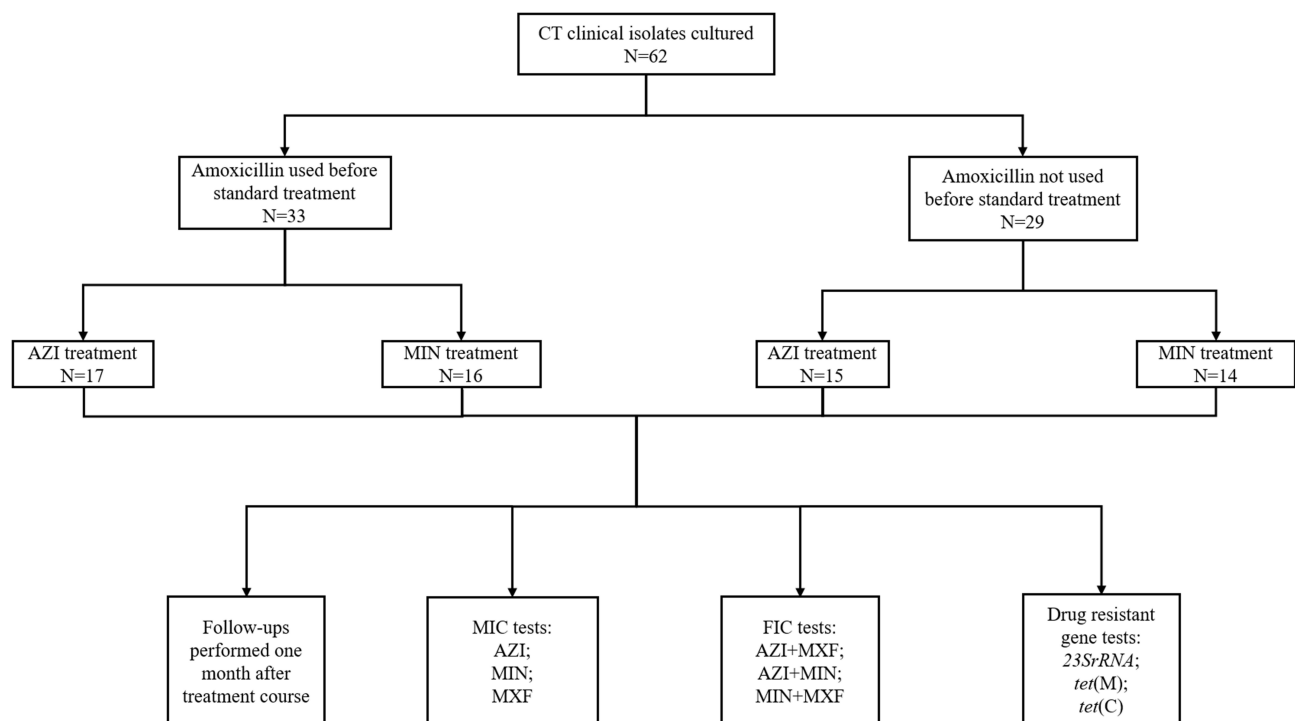 CT clinical isolates cultured
N=62
Amoxicillin used before
standard treatment
N=33
Amoxicillin not used
before standard treatment
N=29
AZI treatment
N=17
MIN treatment
N=16
AZI treatment
N=15
MIN treatment
N=14
Follow-ups
performed one
month after
treatment course
MIC tests:
AZI;
MIN;
MXF
FIC tests:
AZI+MXF;
AZI+MIN;
MIN+MXF
Drug resistant
gene tests:
23SrRNA;
tet(M);
tet(C)